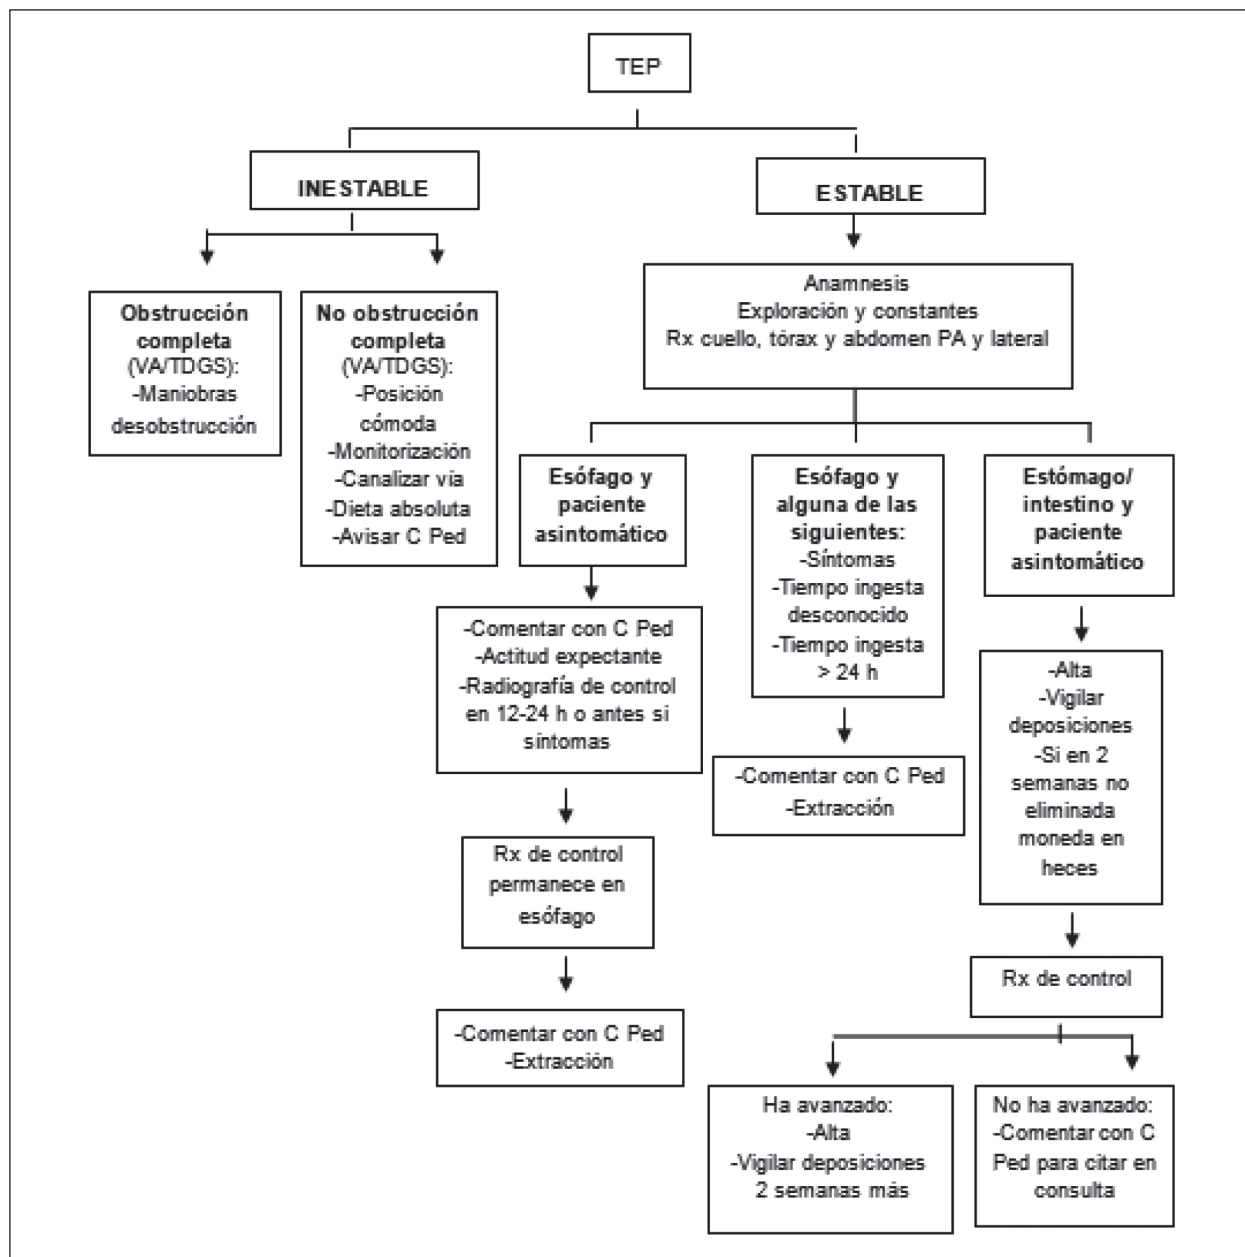 TEP
INESTABLE
ESTABLE
Obstrucción
completa
(VA/TDGS):
-Maniobras
desobstrucción
No obstrucción
completa
(VA/TDGS):
-Posición
cómoda
-Monitorización
-Canalizar vía
-Dieta absoluta
-Avisar C Ped
Anamnesis
Exploración y constantes
Rx cuello, tórax y abdomen PA y lateral
Esófago y
paciente
asintomático
-Comentar con C Ped
-Actitud expectante
-Radiografía de control
en 12-24 h o antes si
síntomas
Rx de control
permanece en
esófago
-Comentar con C Ped
-Extracción
Esófago y
alguna de las
siguientes:
-Síntomas
-Tiempo ingesta
desconocido
-Tiempo ingesta
> 24 h
-Comentar con C Ped
-Extracción
Estómago/
intestino y
paciente
asintomático
-Alta
-Vigilar
deposiciones
-Si en 2
semanas no
eliminada
moneda en
heces
Rx de control
Ha avanzado:
-Alta
-Vigilar deposiciones
2 semanas más
No ha avanzado:
-Comentar con C
Ped para citar en
consulta